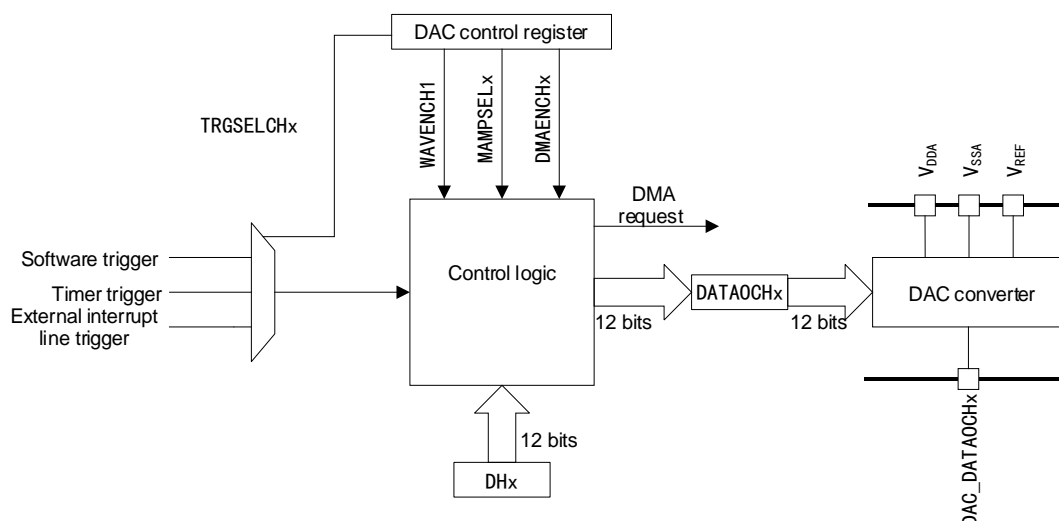 DAC control register
TRGSELCHx
WAVENCH1
MAMPSELx
DMAENCHx
VDDA
VSSA
VREF
DMA
request
Software trigger
Timer trigger
External interrupt
line trigger
Control logic
12 bits
DATAOCHx
12 bits
DAC converter
12 bits
DHx
DAC_DATAOCHx